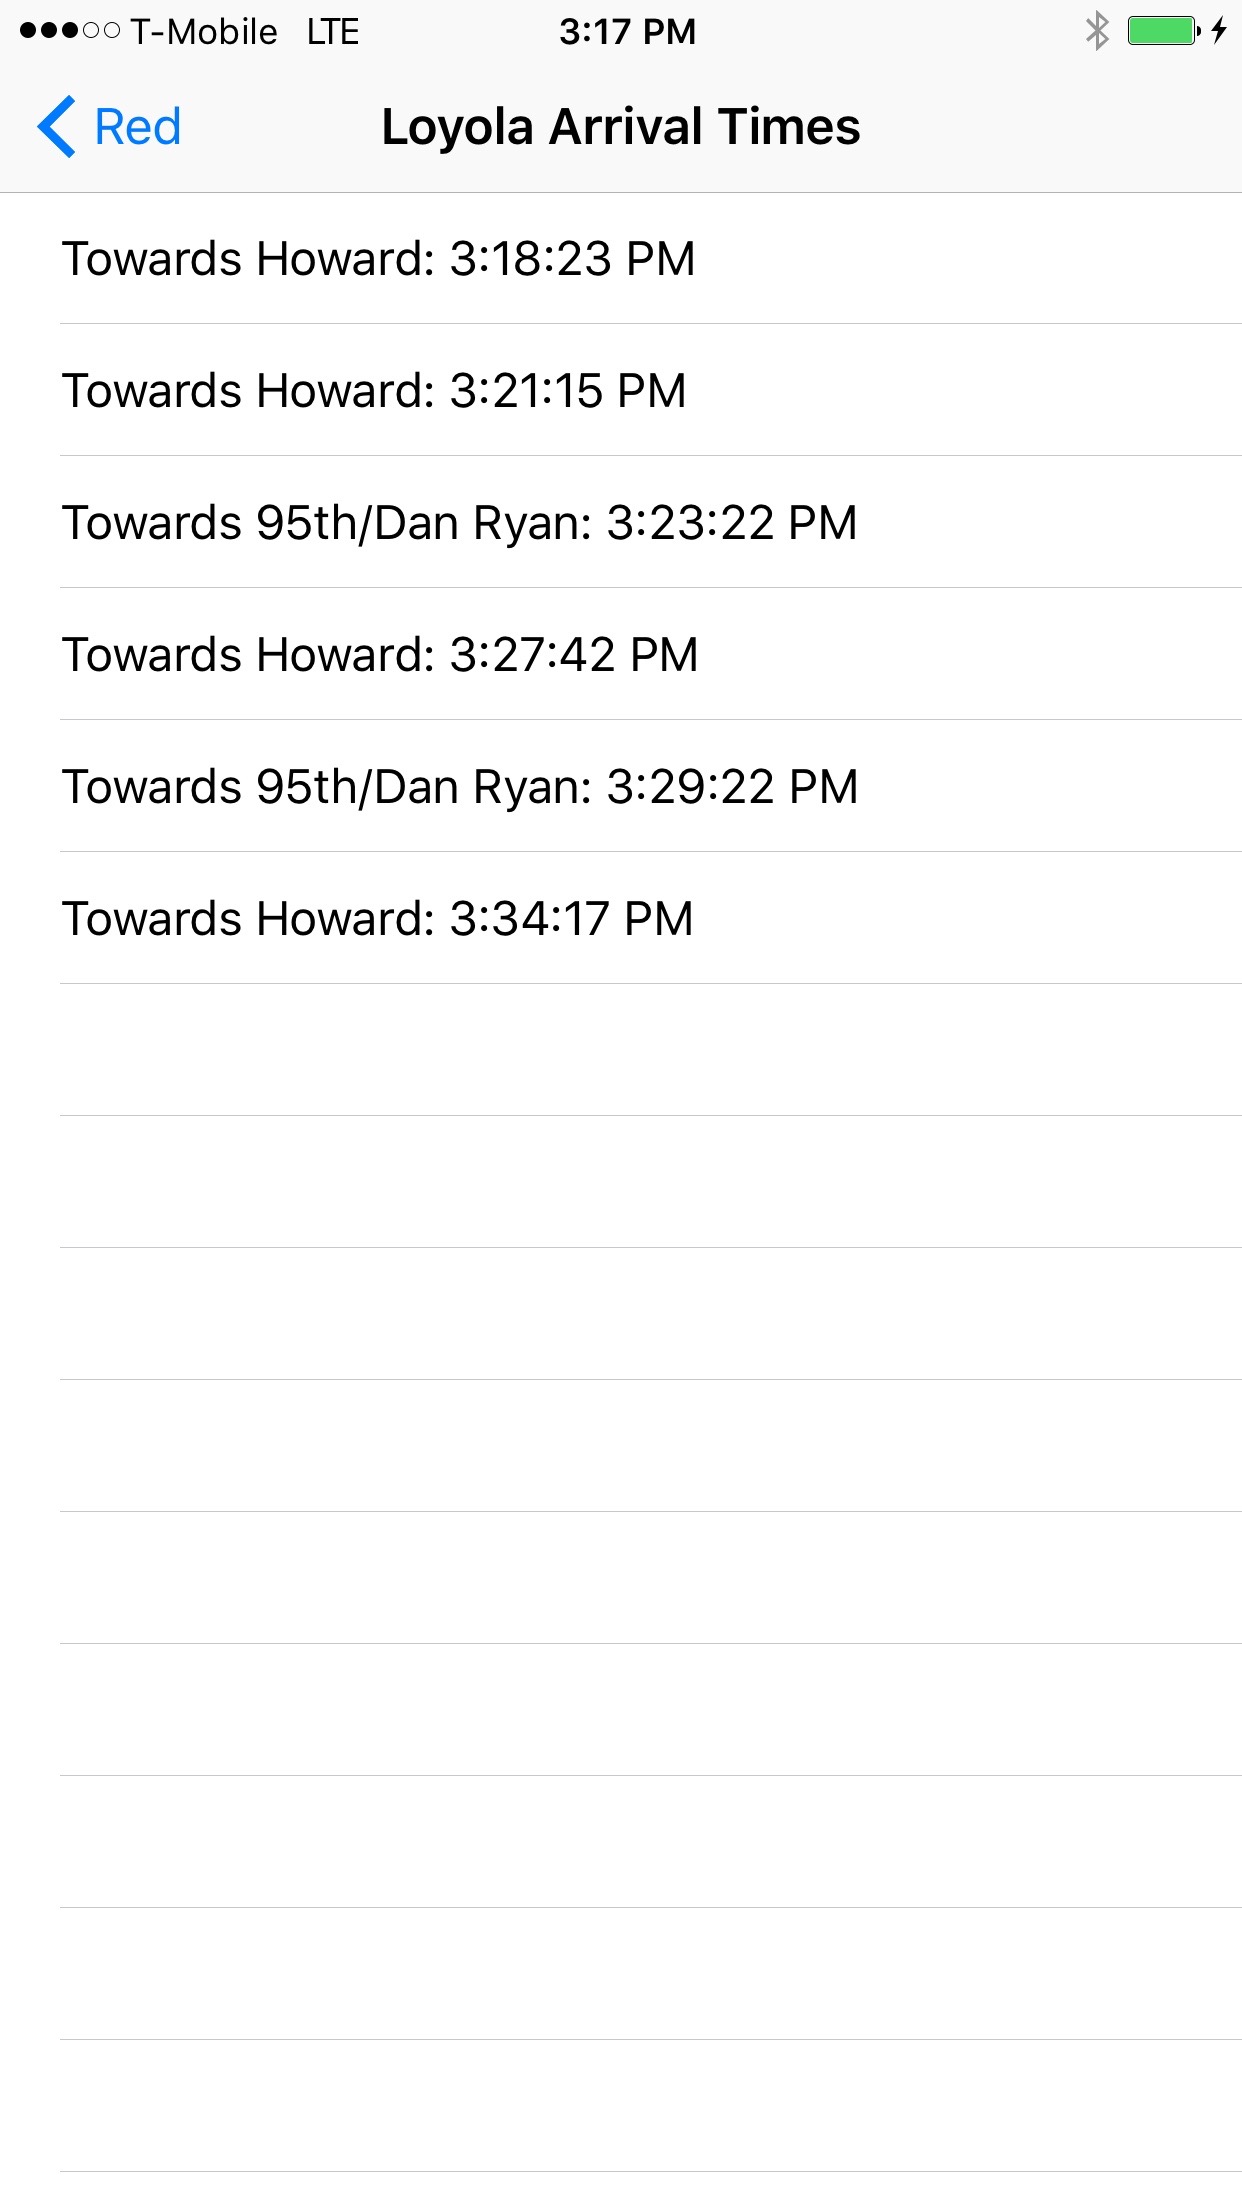 T-Mobile LTE 3:17 PM
Red Loyola Arrival Times
Towards Howard: 3:18:23 PM
Towards Howard: 3:21:15 PM
Towards 95th/Dan Ryan: 3:23:22 PM
Towards Howard: 3:27:42 PM
Towards 95th/Dan Ryan: 3:29:22 PM
Towards Howard: 3:34:17 PM